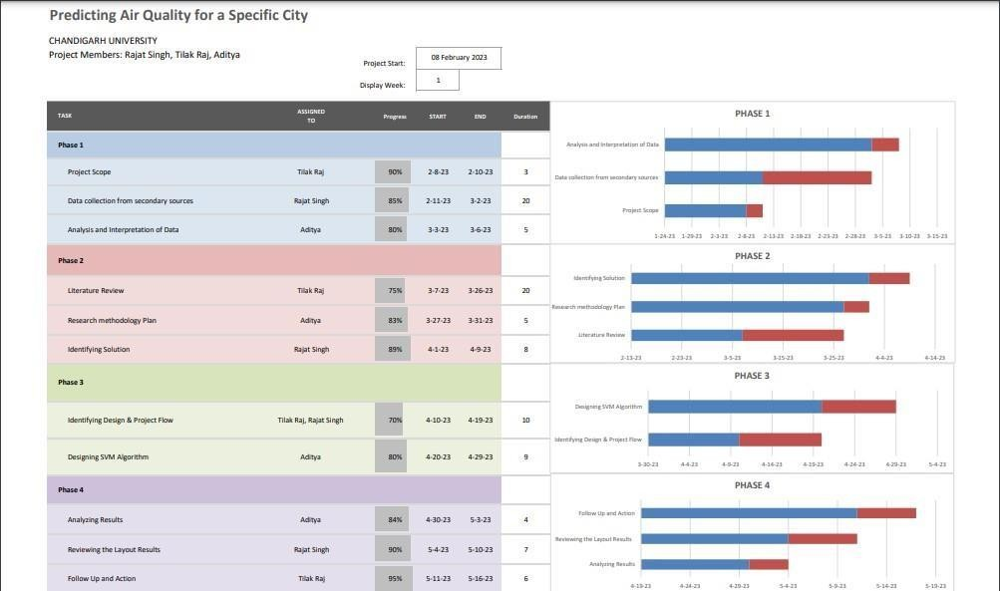 Predicting Air Quality for a Specific City
CHANDIGARH UNIVERSITY
Project Members: Rajat Singh, Tilak Raj, Aditya
Project Start: 08 February 2023
Display Week: 1
TASK ASSIGNED TO Progress START END Duration
Phase 1
Project Scope Tilak Raj 90% 2-8-23 2-10-23 3
Data collection from secondary sources Rajat Singh 85% 2-11-23 3-2-23 20
Analysis and Interpretation of Data Aditya 80% 3-3-23 3-6-23 5
Phase 2
Literature Review Tilak Raj 75% 3-7-23 3-26-23 20
Research methodology Plan Aditya 83% 3-27-23 3-31-23 5
Identifying Solution Rajat Singh 89% 4-1-23 4-9-23 8
Phase 3
Identifying Design & Project Flow Tilak Raj, Rajat Singh 70% 4-10-23 4-19-23 10
Designing SVM Algorithm Aditya 80% 4-20-23 4-29-23 9
Phase 4
Analyzing Results Aditya 84% 4-30-23 5-3-23 4
Reviewing the Layout Results Rajat Singh 90% 5-4-23 5-10-23 7
Follow Up and Action Tilak Raj 95% 5-11-23 5-16-23 6
PHASE 1
Analysis and Interpretation of Data
Data collection from secondary sources
Project Scope
1-24-23 1-29-23 2-3-23 2-8-23 2-13-23 2-18-23 2-23-23 2-28-23 3-5-23 3-10-23 3-15-23
PHASE 2
Identifying Solution
Research methodology Plan
Literature Review
2-13-23 2-23-23 3-5-23 3-15-23 3-25-23 4-4-23 4-14-23
PHASE 3
Designing SVM Algorithm
Identifying Design & Project Flow
3-30-23 4-4-23 4-9-23 4-14-23 4-19-23 4-24-23 4-29-23 5-4-23
PHASE 4
Follow Up and Action
Reviewing the Layout Results
Analyzing Results
4-19-23 4-24-23 4-29-23 5-4-23 5-9-23 5-14-23 5-19-23